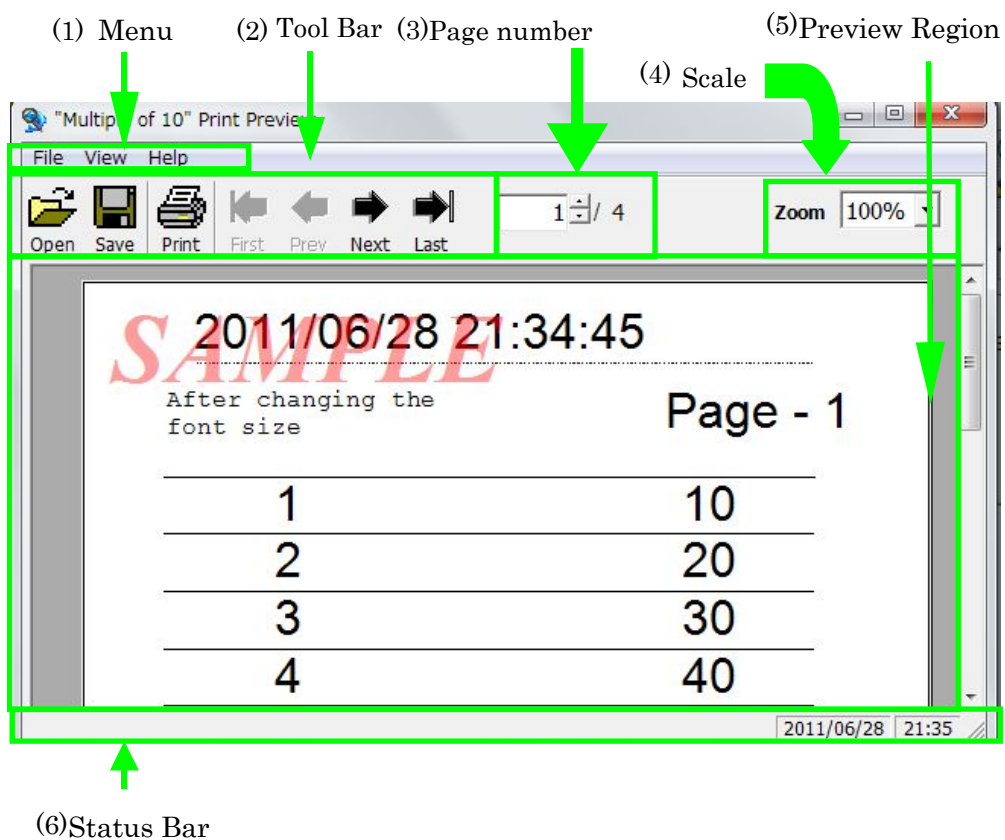 (1) Menu (2) Tool Bar (3)Page number (5)Preview Region
(4) Scale
"Multiple of 10" Print Preview
File View Help
1 / 4 Zoom 100%
Open Save Print First Prev Next Last
SAMPLE
2011/06/28 21:34:45
After changing the
font size
Page - 1
1 10
2 20
3 30
4 40
2011/06/28 21:35
(6)Status Bar